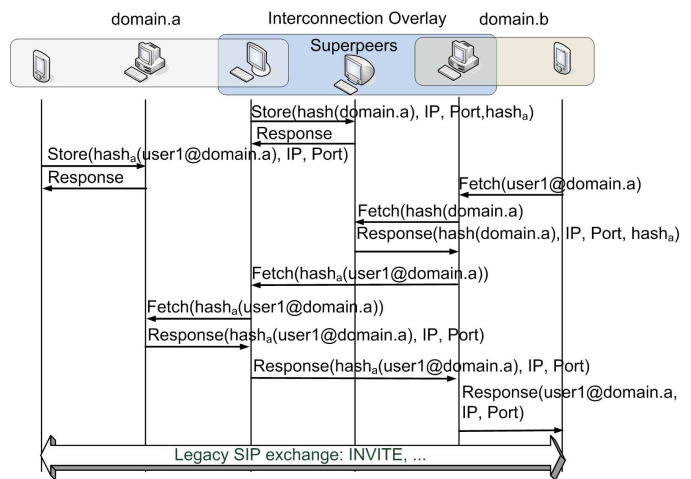 domain.a
Interconnection Overlay
domain.b
Superpeers
Store(hash(domain.a), IP, Port,hashₐ)
Response
Store(hashₐ(user1@domain.a), IP, Port)
Response
Fetch(user1@domain.a)
Fetch(hash(domain.a)
Response(hash(domain.a), IP, Port, hashₐ)
Fetch(hashₐ(user1@domain.a))
Fetch(hashₐ(user1@domain.a))
Response(hashₐ(user1@domain.a), IP, Port)
Response(hashₐ(user1@domain.a), IP, Port)
Response(user1@domain.a,
IP, Port)
Legacy SIP exchange: INVITE, ...